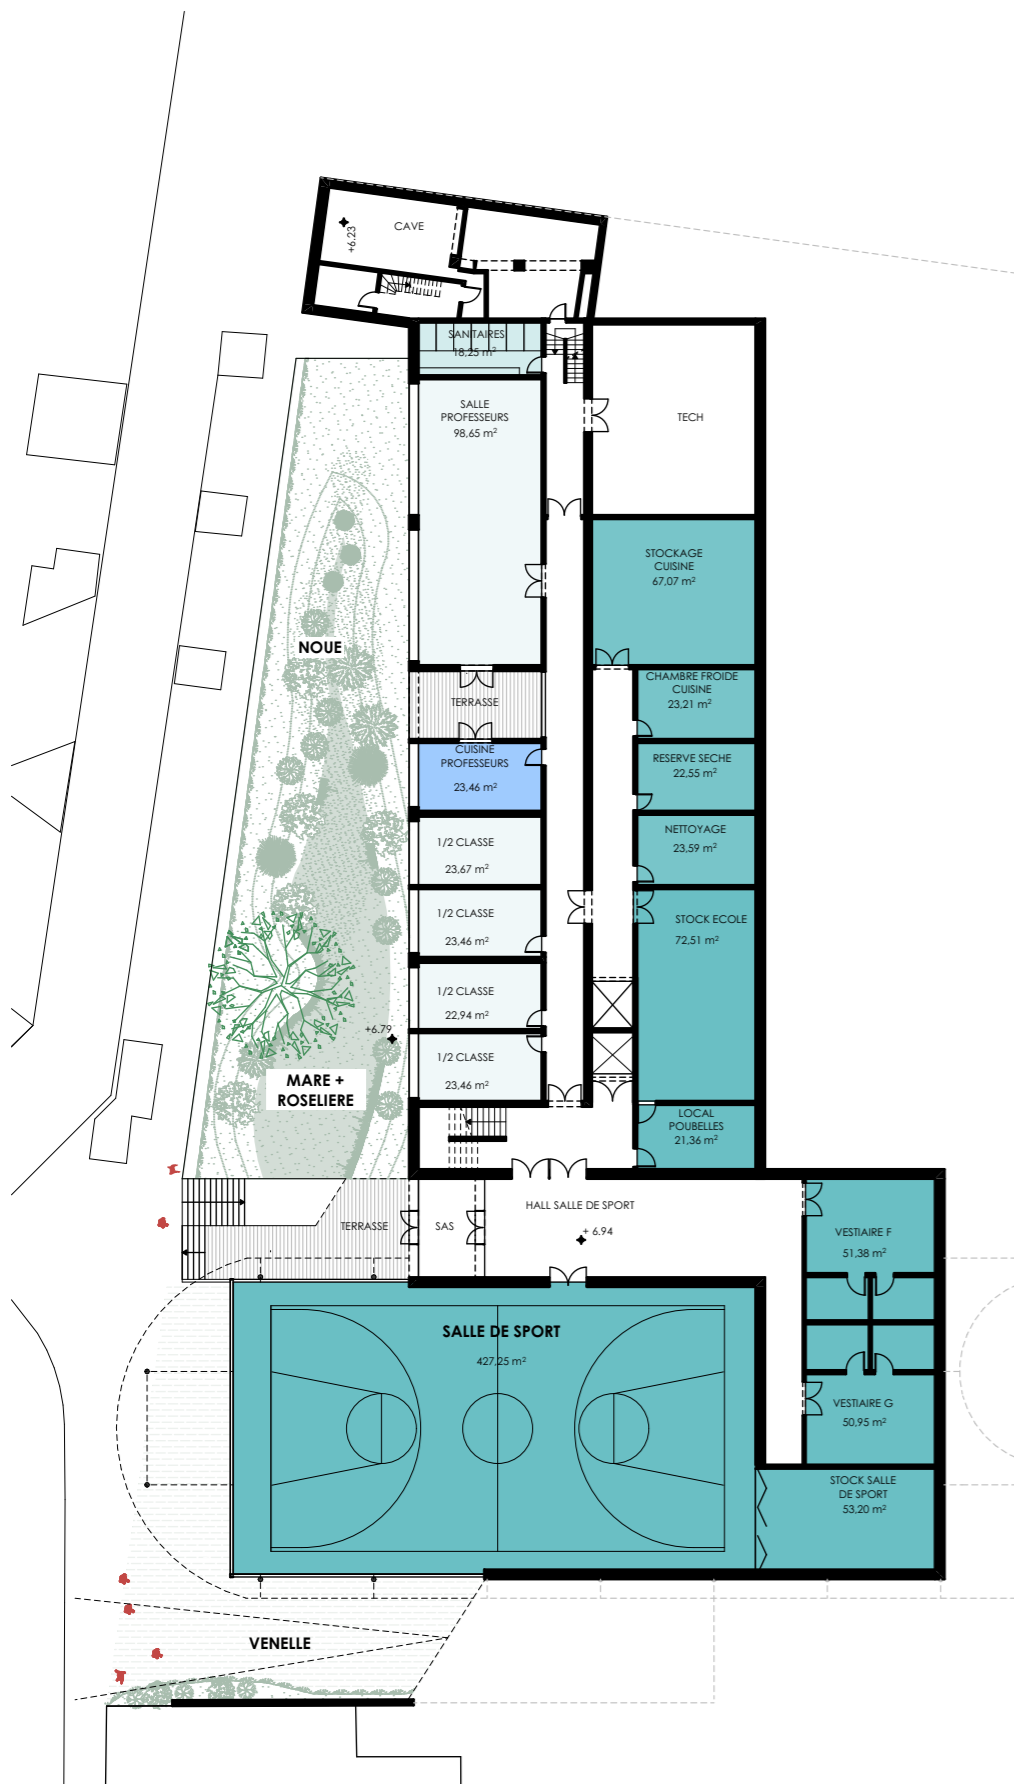 CAVE
+6.23
SANITAIRES
18,25 m²
SALLE
PROFESSEURS
98,65 m²
TECH
STOCKAGE
CUISINE
67,07 m²
NOUE
TERRASSE
CHAMBRE FROIDE
CUISINE
23,21 m²
CUISINE
PROFESSEURS
23,46 m²
RESERVE SECHE
22,55 m²
1/2 CLASSE
23,67 m²
NETTOYAGE
23,59 m²
1/2 CLASSE
23,46 m²
STOCK ECOLE
72,51 m²
1/2 CLASSE
22,94 m²
+6.79
1/2 CLASSE
23,46 m²
MARE +
ROSELIERE
LOCAL
POUBELLES
21,36 m²
TERRASSE
SAS
HALL SALLE DE SPORT
+ 6.94
VESTIAIRE F
51,38 m²
SALLE DE SPORT
427,25 m²
VESTIAIRE G
50,95 m²
STOCK SALLE
DE SPORT
53,20 m²
VENELLE